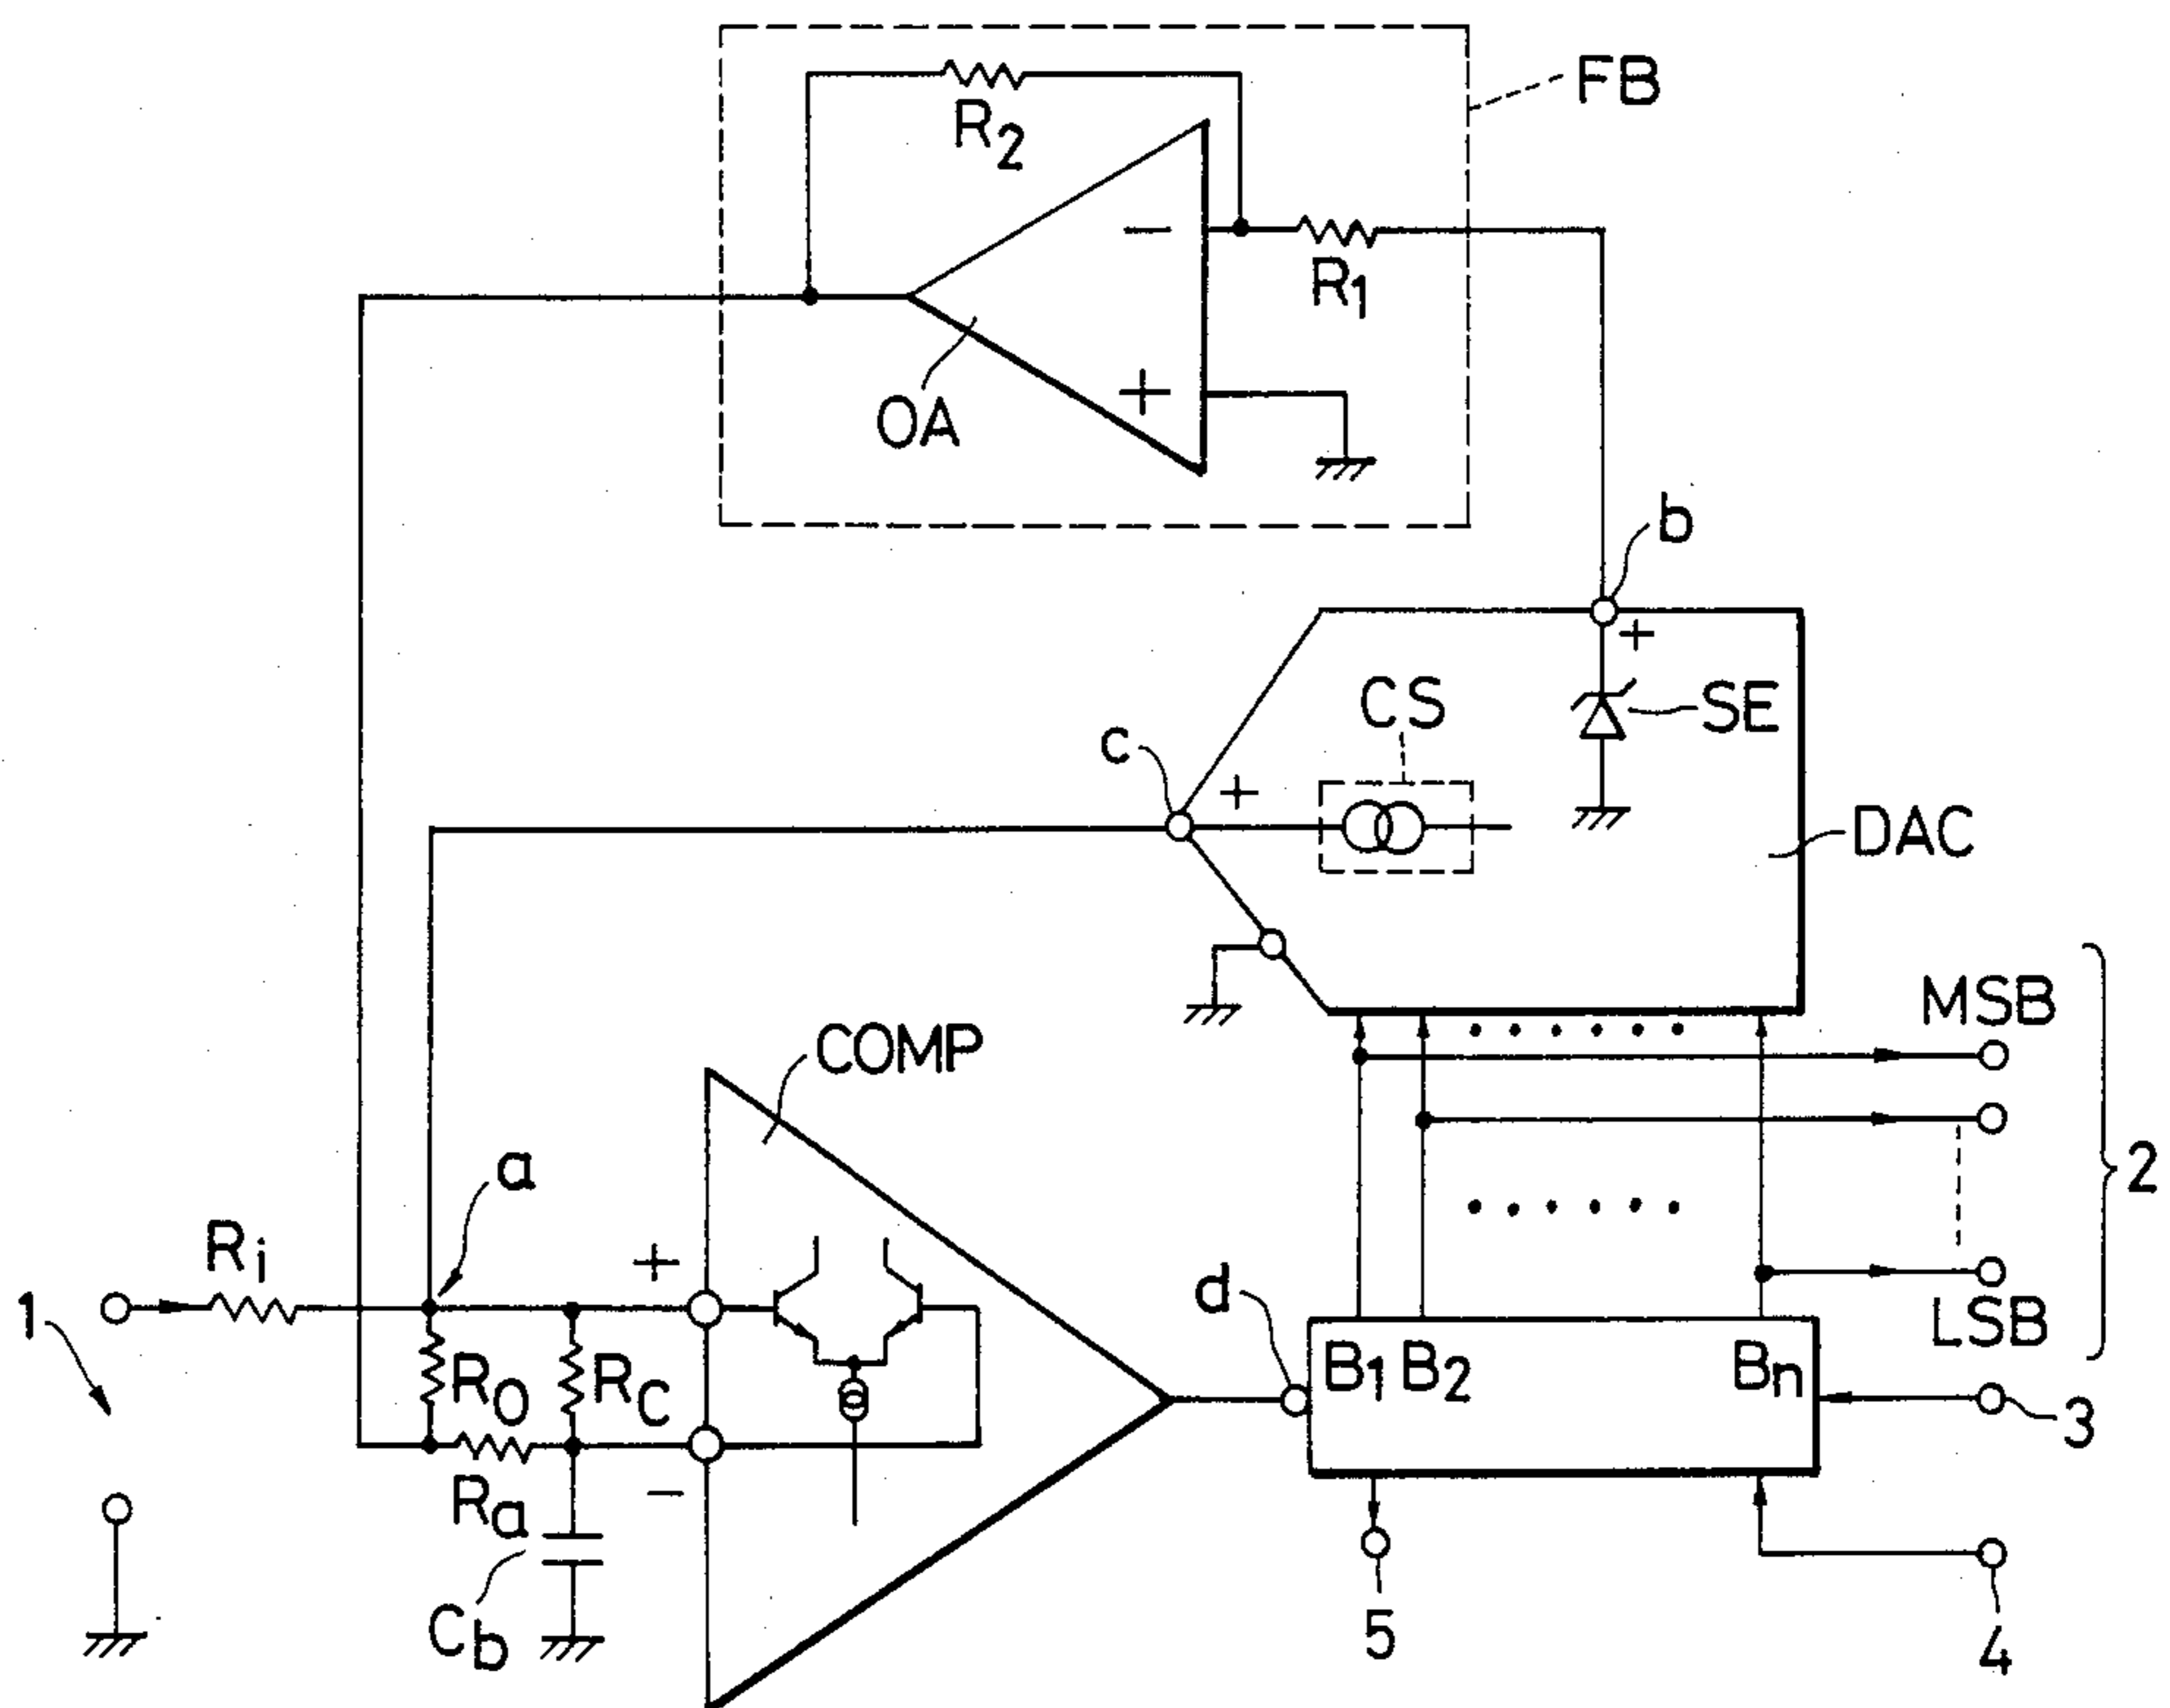 FB
R2
− R1
OA +
b
+
CS SE
c +
DAC
MSB
COMP
2
a
Ri + d
1 LSB
RO RC B1 B2 Bn
3
Ra −
Cb
5 4